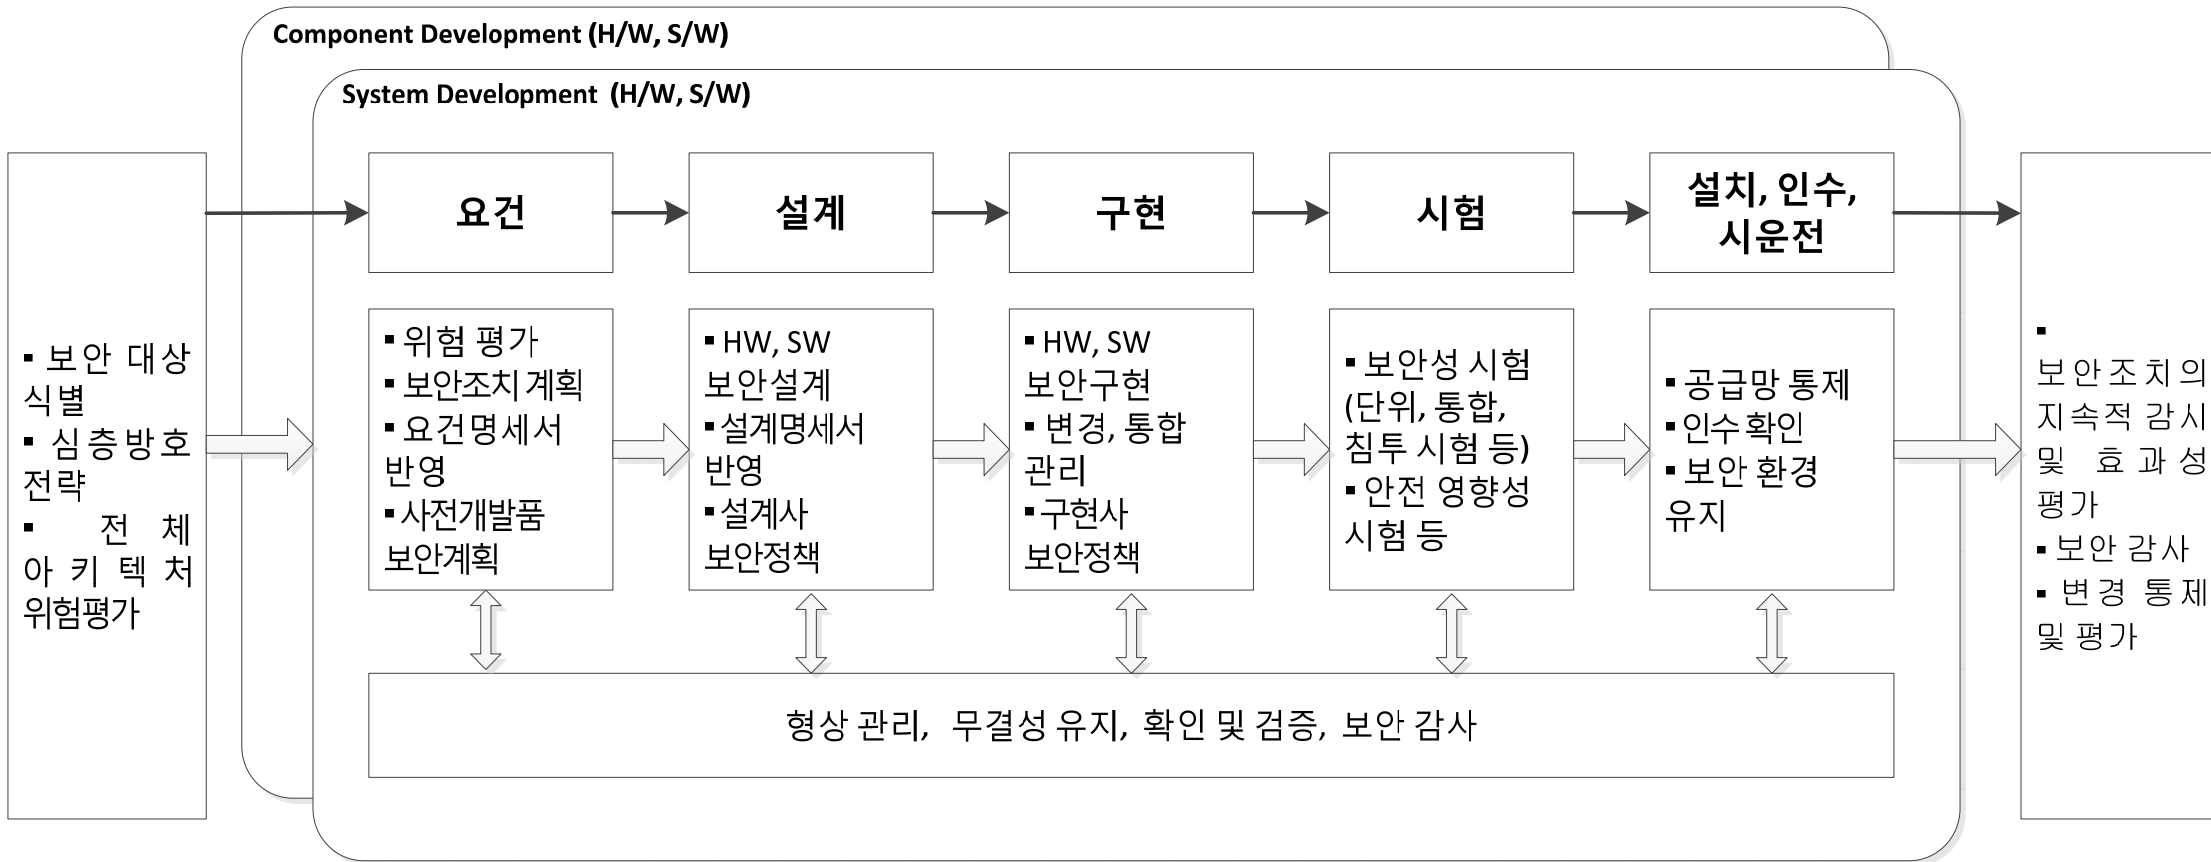 Component Development (H/W, S/W)
System Development (H/W, S/W)
▪ 보안 대상
식별
▪ 심층방호
전략
▪ 전 체
아 키 텍 처
위험평가
요건
설계
구현
시험
설치, 인수,
시운전
▪ 위험 평가
▪ 보안조치 계획
▪ 요건명세서
반영
▪ 사전개발품
보안계획
▪ HW, SW
보안설계
▪ 설계명세서
반영
▪ 설계사
보안정책
▪ HW, SW
보안구현
▪ 변경, 통합
관리
▪ 구현사
보안정책
▪ 보안성 시험
(단위, 통합,
침투 시험 등)
▪ 안전 영향성
시험 등
▪ 공급망 통제
▪ 인수 확인
▪ 보안 환경
유지
▪
보안조치의
지속적 감시
및 효과성
평가
▪ 보안 감사
▪ 변경 통제
및 평가
형상 관리, 무결성 유지, 확인 및 검증, 보안 감사